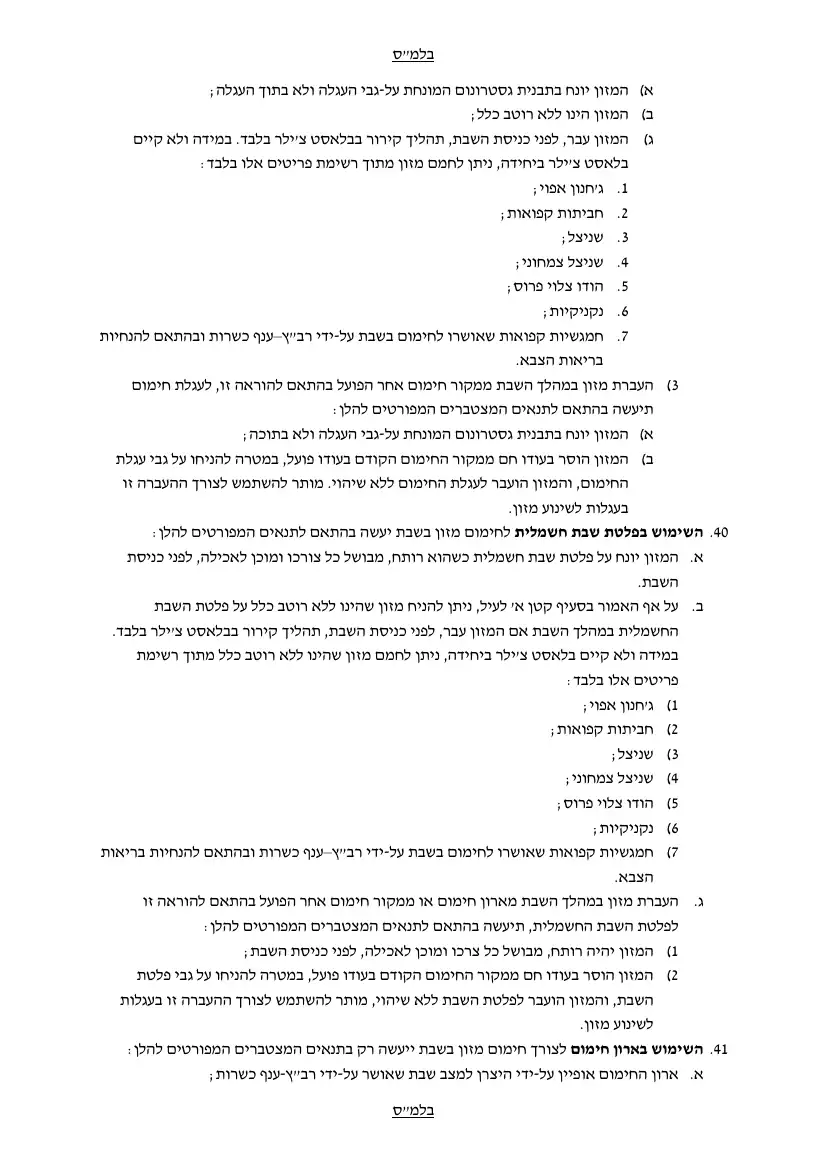 בלמ״ס
א) המזון יונח בתבנית גסטרונום המונחת על-גבי העגלה ולא בתוך העגלה;
ב) המזון הינו ללא רוטב כלל;
ג) המזון עבר, לפני כניסת השבת, תהליך קירור בבלאסט צ׳ילר בלבד. במידה ולא קיים
בלאסט צ׳ילר ביחידה, ניתן לחמם מזון מתוך רשימת פריטים אלו בלבד:
1. ג׳חנון אפוי;
2. חביתות קפואות;
3. שניצל;
4. שניצל צמחוני;
5. הודו צלוי פרוס;
6. נקניקיות;
7. חמגשיות קפואות שאושרו לחימום בשבת על-ידי רב״ץ–ענף כשרות ובהתאם להנחיות
בריאות הצבא.
3) העברת מזון במהלך השבת ממקור חימום אחר הפועל בהתאם להוראה זו, לעגלת חימום
תיעשה בהתאם לתנאים המצטברים המפורטים להלן:
א) המזון יונח בתבנית גסטרונום המונחת על-גבי העגלה ולא בתוכה;
ב) המזון הוסר בעודו חם ממקור החימום הקודם בעודו פועל, במטרה להניחו על גבי עגלת
החימום, והמזון הועבר לעגלת החימום ללא שיהוי. מותר להשתמש לצורך ההעברה זו
בעגלות לשינוע מזון.
40. השימוש בפלטת שבת חשמלית לחימום מזון בשבת יעשה בהתאם לתנאים המפורטים להלן:
א. המזון יונח על פלטת שבת חשמלית כשהוא רותח, מבושל כל צורכו ומוכן לאכילה, לפני כניסת
השבת.
ב. על אף האמור בסעיף קטן א׳ לעיל, ניתן להניח מזון שהינו ללא רוטב כלל על פלטת השבת
החשמלית במהלך השבת אם המזון עבר, לפני כניסת השבת, תהליך קירור בבלאסט צ׳ילר בלבד.
במידה ולא קיים בלאסט צ׳ילר ביחידה, ניתן לחמם מזון שהינו ללא רוטב כלל מתוך רשימת
פריטים אלו בלבד:
1) ג׳חנון אפוי;
2) חביתות קפואות;
3) שניצל;
4) שניצל צמחוני;
5) הודו צלוי פרוס;
6) נקניקיות;
7) חמגשיות קפואות שאושרו לחימום בשבת על-ידי רב״ץ–ענף כשרות ובהתאם להנחיות בריאות
הצבא.
ג. העברת מזון במהלך השבת מארון חימום או ממקור חימום אחר הפועל בהתאם להוראה זו
לפלטת השבת החשמלית, תיעשה בהתאם לתנאים המצטברים המפורטים להלן:
1) המזון יהיה רותח, מבושל כל צרכו ומוכן לאכילה, לפני כניסת השבת;
2) המזון הוסר בעודו חם ממקור החימום הקודם בעודו פועל, במטרה להניחו על גבי פלטת
השבת, והמזון הועבר לפלטת השבת ללא שיהוי, מותר להשתמש לצורך ההעברה זו בעגלות
לשינוע מזון.
41. השימוש בארון חימום לצורך חימום מזון בשבת ייעשה רק בתנאים המצטברים המפורטים להלן:
א. ארון החימום אופיין על-ידי היצרן למצב שבת שאושר על-ידי רב״ץ-ענף כשרות;
בלמ״ס